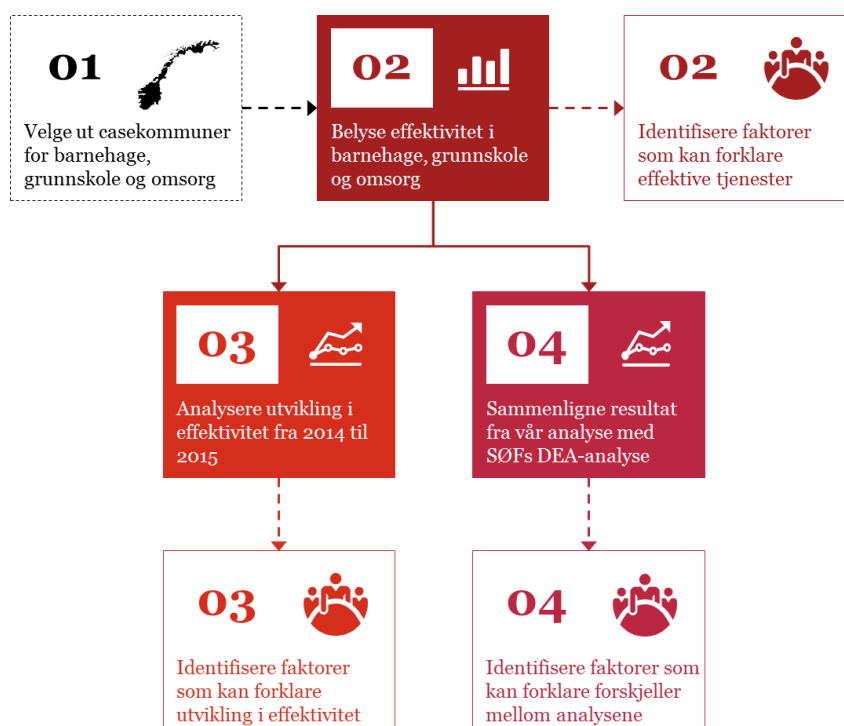 01
Velge ut casekommuner
for barnehage,
grunnskole og omsorg
02
Belyse effektivitet i
barnehage, grunnskole
og omsorg
02
Identifisere faktorer
som kan forklare
effektive tjenester
03
Analysere utvikling i
effektivitet fra 2014 til
2015
04
Sammenligne resultat
fra vår analyse med
SØFs DEA-analyse
03
Identifisere faktorer
som kan forklare
utvikling i effektivitet
04
Identifisere faktorer som
kan forklare forskjeller
mellom analysene